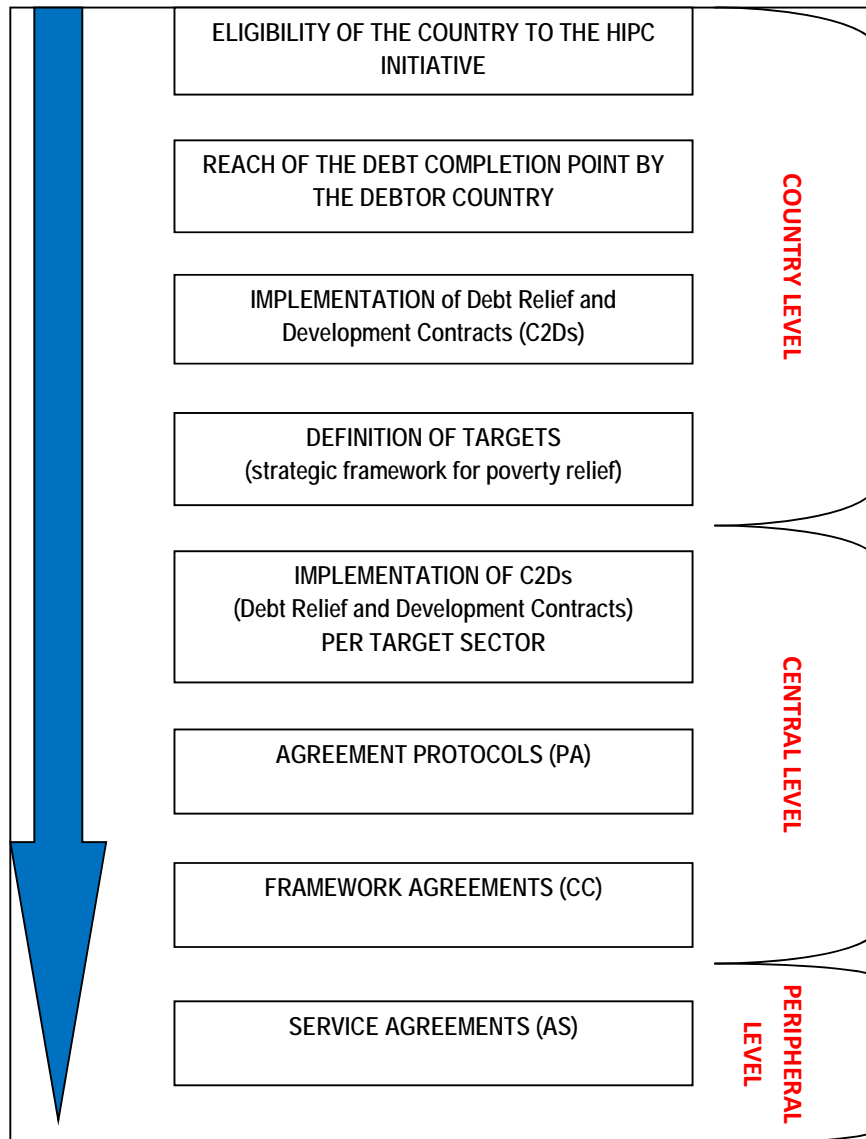 ELIGIBILITY OF THE COUNTRY TO THE HIPC
INITIATIVE
REACH OF THE DEBT COMPLETION POINT BY
THE DEBTOR COUNTRY
IMPLEMENTATION of Debt Relief and
Development Contracts (C2Ds)
DEFINITION OF TARGETS
(strategic framework for poverty relief)
COUNTRY LEVEL
IMPLEMENTATION OF C2Ds
(Debt Relief and Development Contracts)
PER TARGET SECTOR
AGREEMENT PROTOCOLS (PA)
FRAMEWORK AGREEMENTS (CC)
CENTRAL LEVEL
SERVICE AGREEMENTS (AS)
PERIPHERAL
LEVEL